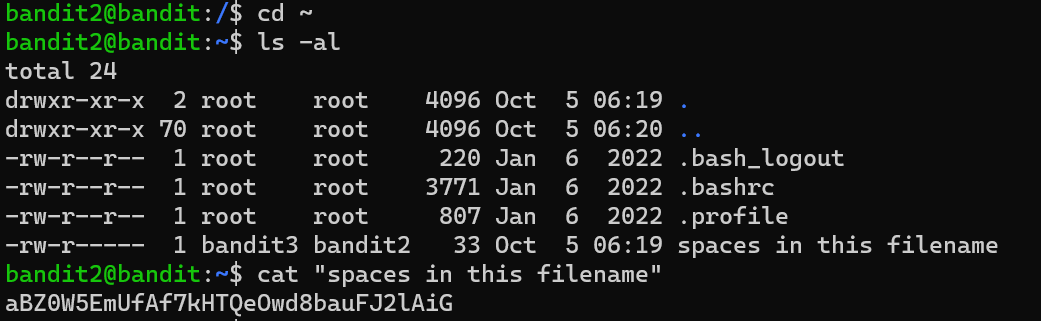 bandit2@bandit:/$ cd ~
bandit2@bandit:~$ ls -al
total 24
drwxr-xr-x  2 root    root    4096 Oct  5 06:19 .
drwxr-xr-x 70 root    root    4096 Oct  5 06:20 ..
-rw-r--r--  1 root    root     220 Jan  6  2022 .bash_logout
-rw-r--r--  1 root    root    3771 Jan  6  2022 .bashrc
-rw-r--r--  1 root    root     807 Jan  6  2022 .profile
-rw-r-----  1 bandit3 bandit2   33 Oct  5 06:19 spaces in this filename
bandit2@bandit:~$ cat "spaces in this filename"
aBZ0W5EmUfAf7kHTQeOwd8bauFJ2lAiG